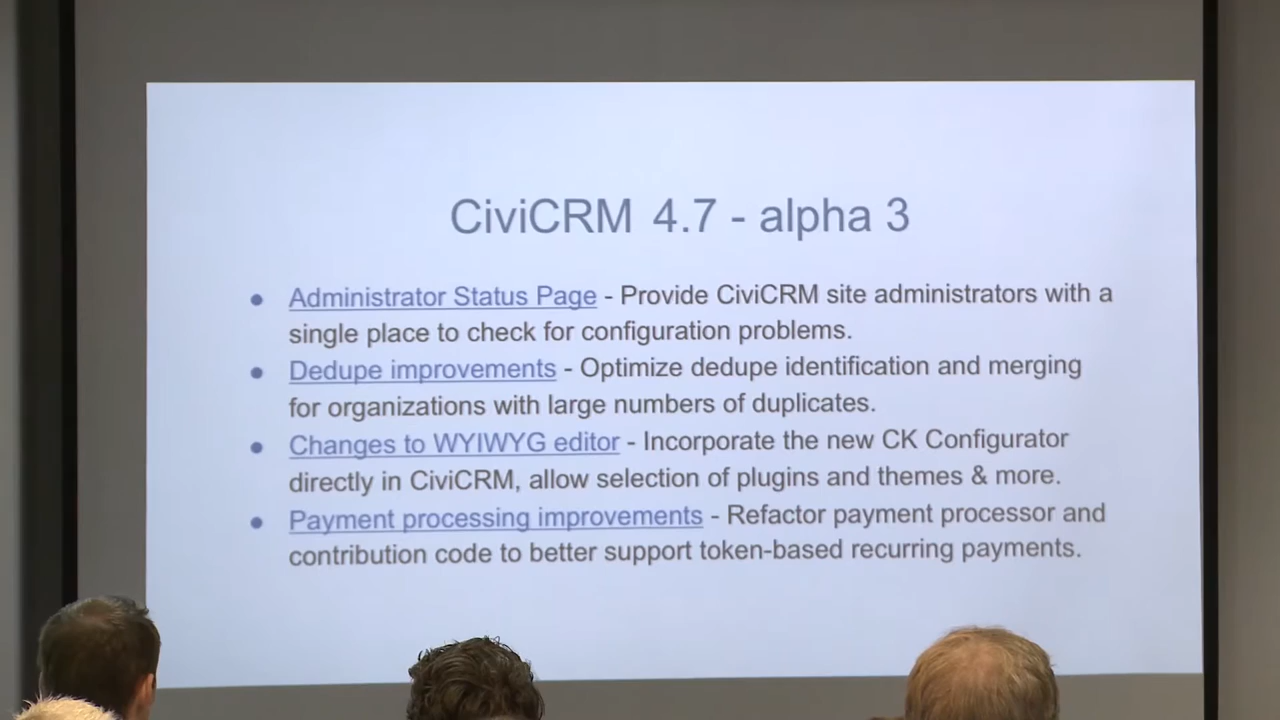 CiviCRM 4.7 - alpha 3
● Administrator Status Page - Provide CiviCRM site administrators with a
single place to check for configuration problems.
● Dedupe improvements - Optimize dedupe identification and merging
for organizations with large numbers of duplicates.
● Changes to WYIWYG editor - Incorporate the new CK Configurator
directly in CiviCRM, allow selection of plugins and themes & more.
● Payment processing improvements - Refactor payment processor and
contribution code to better support token-based recurring payments.